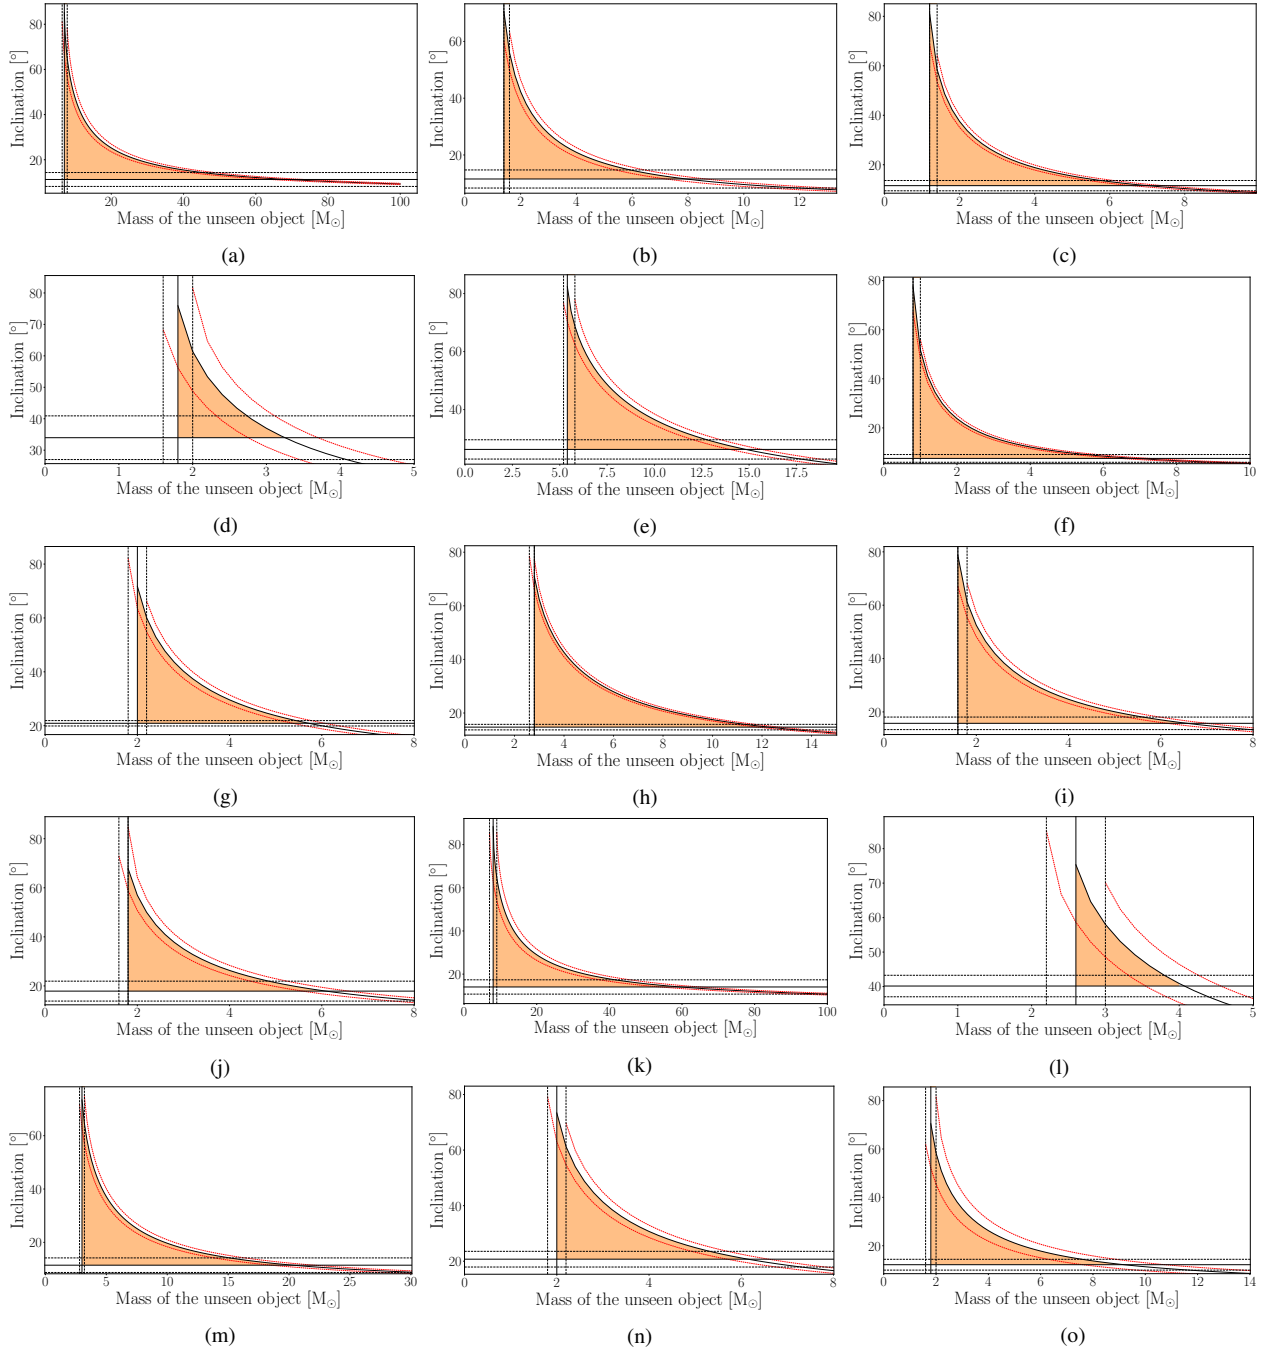 80
60
40
20
Inclination [°]
20 40 60 80 100
Mass of the unseen object [M☉]
(a)
60
40
20
Inclination [°]
0 2 4 6 8 10 12
Mass of the unseen object [M☉]
(b)
80
60
40
20
Inclination [°]
0 2 4 6 8
Mass of the unseen object [M☉]
(c)
80
70
60
50
40
30
Inclination [°]
0 1 2 3 4 5
Mass of the unseen object [M☉]
(d)
80
60
40
Inclination [°]
0.0 2.5 5.0 7.5 10.0 12.5 15.0 17.5
Mass of the unseen object [M☉]
(e)
80
60
40
20
Inclination [°]
0 2 4 6 8 10
Mass of the unseen object [M☉]
(f)
80
60
40
20
Inclination [°]
0 2 4 6 8
Mass of the unseen object [M☉]
(g)
80
60
40
20
Inclination [°]
0 2 4 6 8 10 12 14
Mass of the unseen object [M☉]
(h)
80
60
40
20
Inclination [°]
0 2 4 6 8
Mass of the unseen object [M☉]
(i)
80
60
40
20
Inclination [°]
0 2 4 6 8
Mass of the unseen object [M☉]
(j)
80
60
40
20
Inclination [°]
0 20 40 60 80 100
Mass of the unseen object [M☉]
(k)
80
70
60
50
40
Inclination [°]
0 1 2 3 4 5
Mass of the unseen object [M☉]
(l)
60
40
20
Inclination [°]
0 5 10 15 20 25 30
Mass of the unseen object [M☉]
(m)
80
60
40
20
Inclination [°]
0 2 4 6 8
Mass of the unseen object [M☉]
(n)
80
60
40
20
Inclination [°]
0 2 4 6 8 10 12 14
Mass of the unseen object [M☉]
(o)